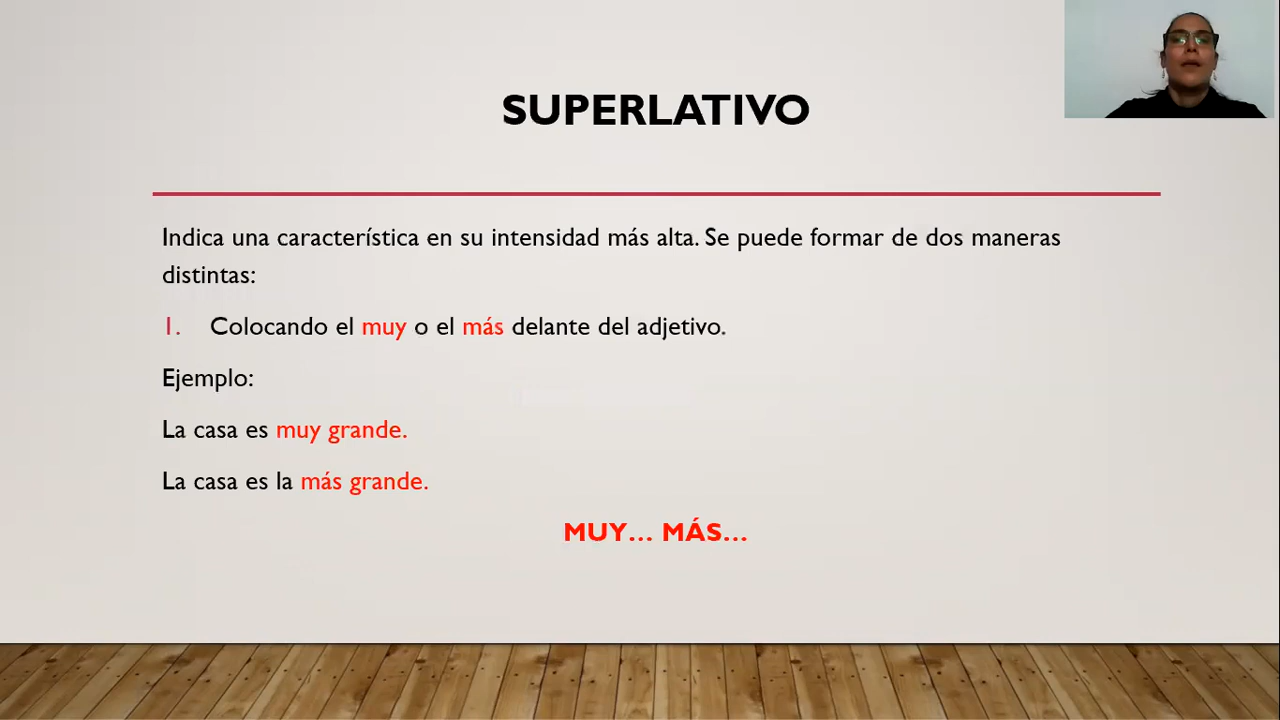 SUPERLATIVO
Indica una característica en su intensidad más alta. Se puede formar de dos maneras
distintas:
1. Colocando el muy o el más delante del adjetivo.
Ejemplo:
La casa es muy grande.
La casa es la más grande.
MUY... MÁS...